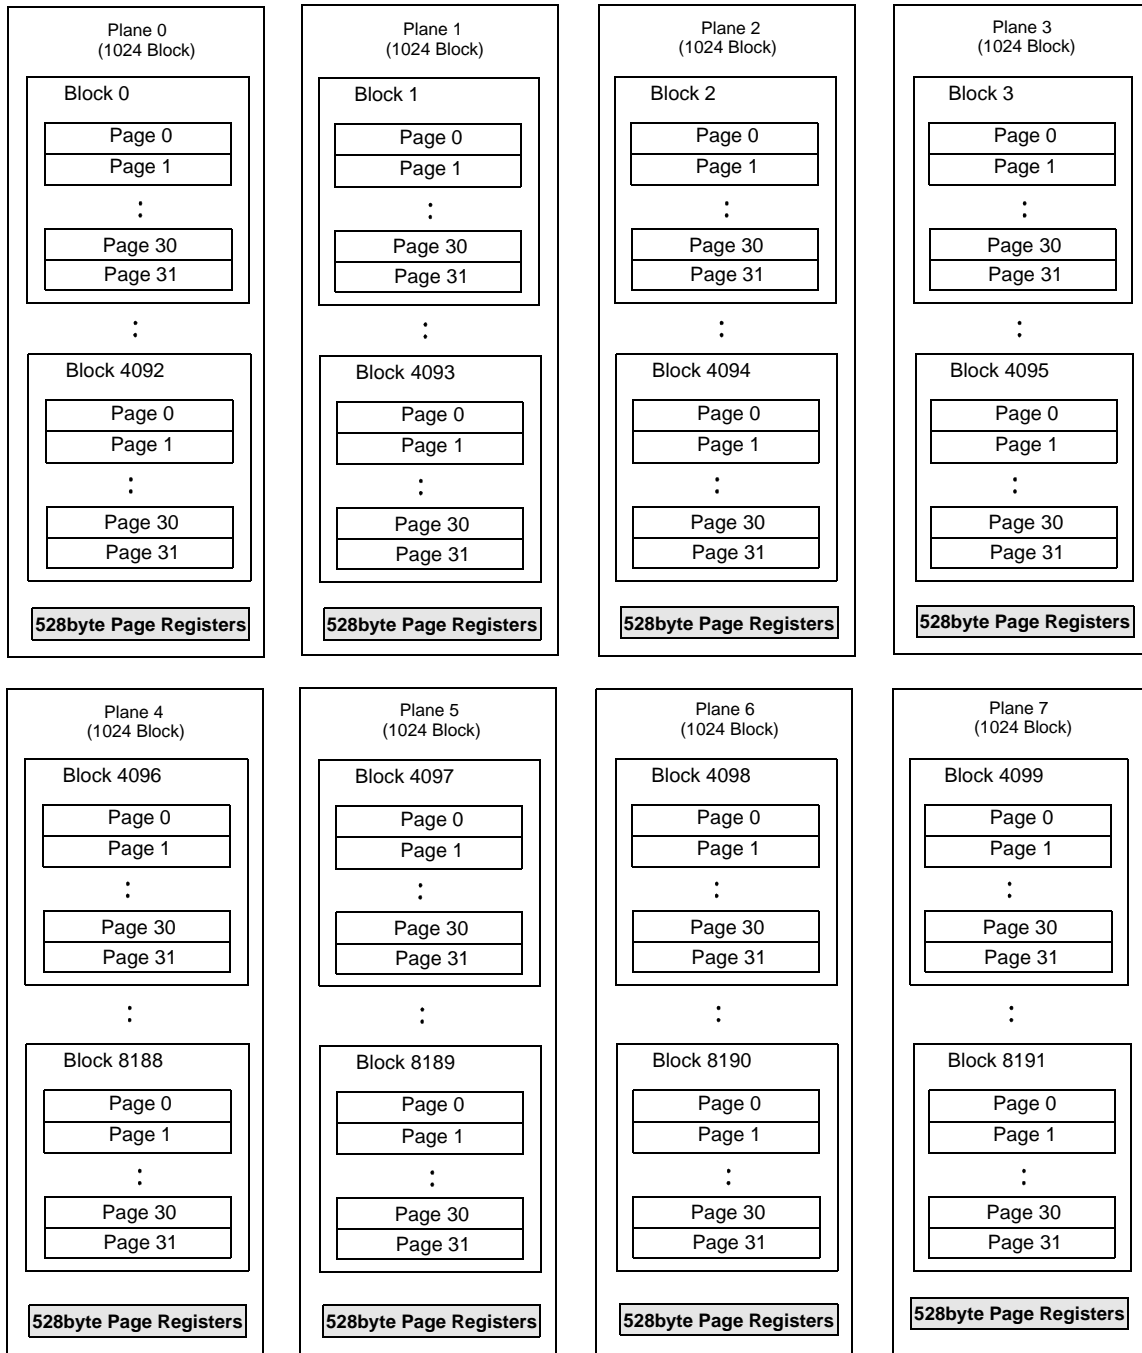 Plane 0
(1024 Block)
Block 0
Page 0
Page 1
:
Page 30
Page 31
:
Block 4092
Page 0
Page 1
:
Page 30
Page 31
528byte Page Registers
Plane 1
(1024 Block)
Block 1
Page 0
Page 1
:
Page 30
Page 31
:
Block 4093
Page 0
Page 1
:
Page 30
Page 31
528byte Page Registers
Plane 2
(1024 Block)
Block 2
Page 0
Page 1
:
Page 30
Page 31
:
Block 4094
Page 0
Page 1
:
Page 30
Page 31
528byte Page Registers
Plane 3
(1024 Block)
Block 3
Page 0
Page 1
:
Page 30
Page 31
:
Block 4095
Page 0
Page 1
:
Page 30
Page 31
528byte Page Registers
Plane 4
(1024 Block)
Block 4096
Page 0
Page 1
:
Page 30
Page 31
:
Block 8188
Page 0
Page 1
:
Page 30
Page 31
528byte Page Registers
Plane 5
(1024 Block)
Block 4097
Page 0
Page 1
:
Page 30
Page 31
:
Block 8189
Page 0
Page 1
:
Page 30
Page 31
528byte Page Registers
Plane 6
(1024 Block)
Block 4098
Page 0
Page 1
:
Page 30
Page 31
:
Block 8190
Page 0
Page 1
:
Page 30
Page 31
528byte Page Registers
Plane 7
(1024 Block)
Block 4099
Page 0
Page 1
:
Page 30
Page 31
:
Block 8191
Page 0
Page 1
:
Page 30
Page 31
528byte Page Registers